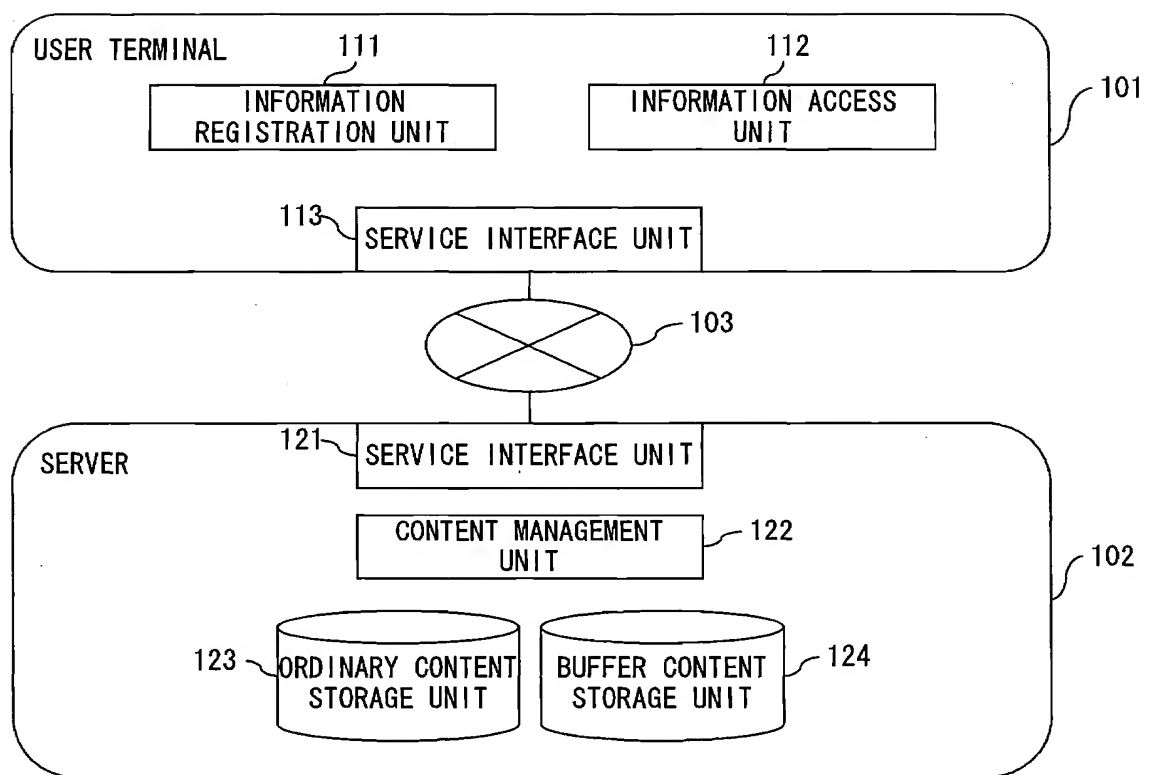 USER TERMINAL
111
112
INFORMATION
REGISTRATION UNIT
INFORMATION ACCESS
UNIT
101
113
SERVICE INTERFACE UNIT
103
121
SERVICE INTERFACE UNIT
SERVER
CONTENT MANAGEMENT
UNIT
122
102
123
ORDINARY CONTENT
STORAGE UNIT
BUFFER CONTENT
STORAGE UNIT
124